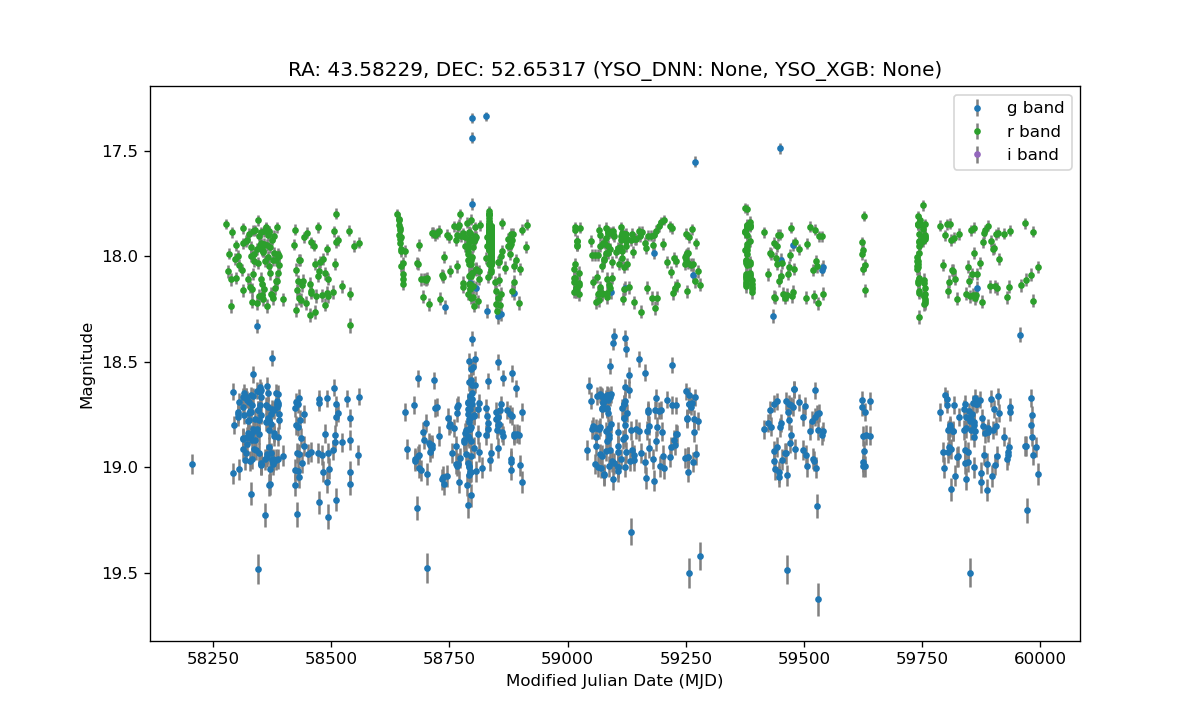 RA: 43.58229, DEC: 52.65317 (YSO_DNN: None, YSO_XGB: None)
g band
r band
i band
17.5
18.0
18.5
19.0
19.5
Magnitude
58250 58500 58750 59000 59250 59500 59750 60000
Modified Julian Date (MJD)